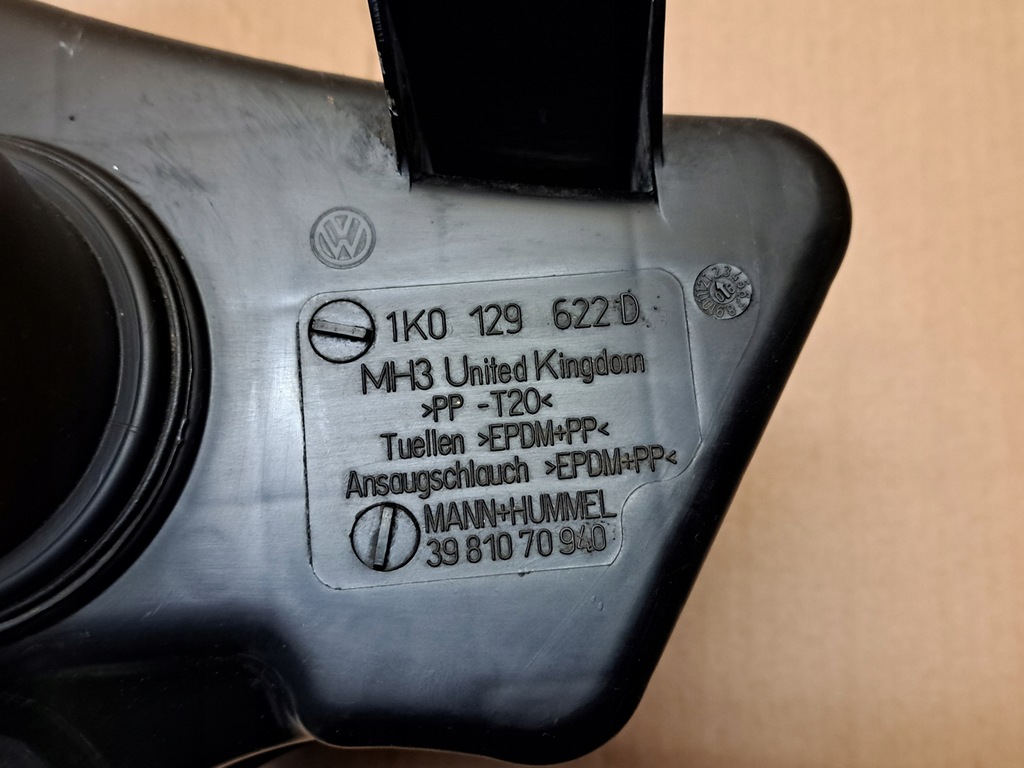 1K0 129 622 D
MH3 United Kingdom
>PP -T20<
Tuellen >EPDM+PP<
Ansaugschlauch >EPDM+PP<
MANN+HUMMEL
39 810 70 940